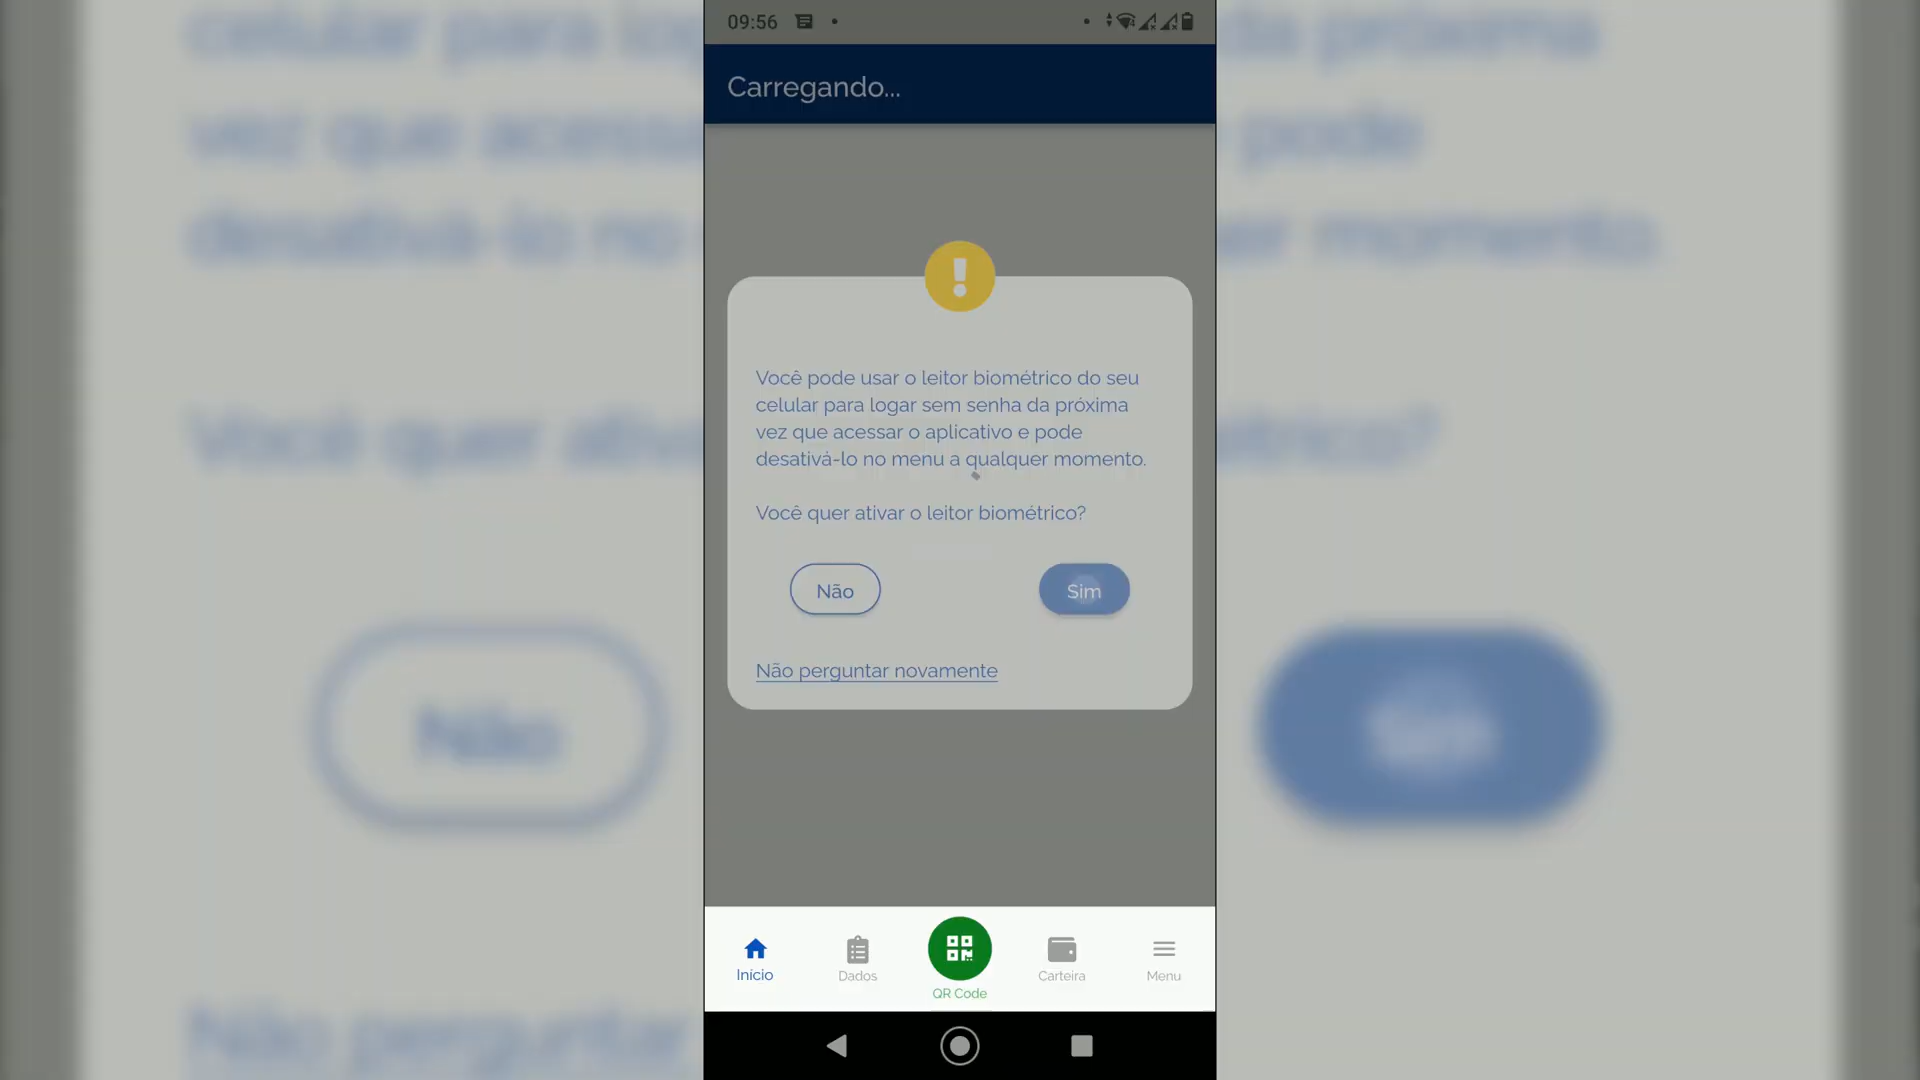 09:56
Carregando...
Você pode usar o leitor biométrico do seu
celular para logar sem senha da próxima
vez que acessar o aplicativo e pode
desativá-lo no menu a qualquer momento.
Você quer ativar o leitor biométrico?
Não
Sim
Não perguntar novamente
Início
Dados
QR Code
Carteira
Menu